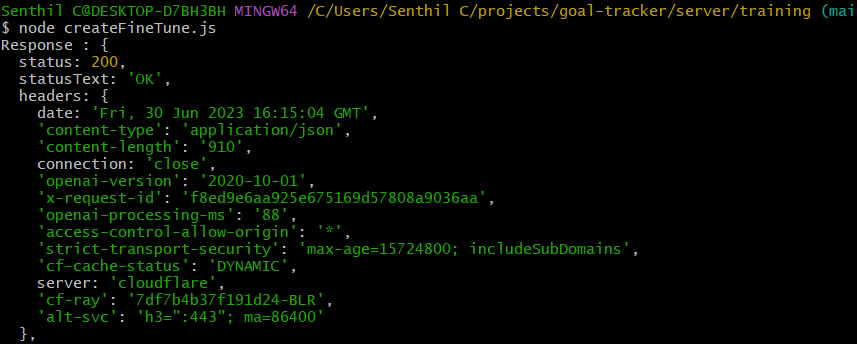 Senthil C@DESKTOP-D7BH3BH MINGW64 /C/Users/Senthil C/projects/goal-tracker/server/training (mai
$ node createFineTune.js
Response : {
  status: 200,
  statusText: 'OK',
  headers: {
    date: 'Fri, 30 Jun 2023 16:15:04 GMT',
    'content-type': 'application/json',
    'content-length': '910',
    connection: 'close',
    'openai-version': '2020-10-01',
    'x-request-id': 'f8ed9e6aa925e675169d57808a9036aa',
    'openai-processing-ms': '88',
    'access-control-allow-origin': '*',
    'strict-transport-security': 'max-age=15724800; includeSubDomains',
    'cf-cache-status': 'DYNAMIC',
    server: 'cloudflare',
    'cf-ray': '7df7b4b37f191d24-BLR',
    'alt-svc': 'h3=":443"; ma=86400'
  },